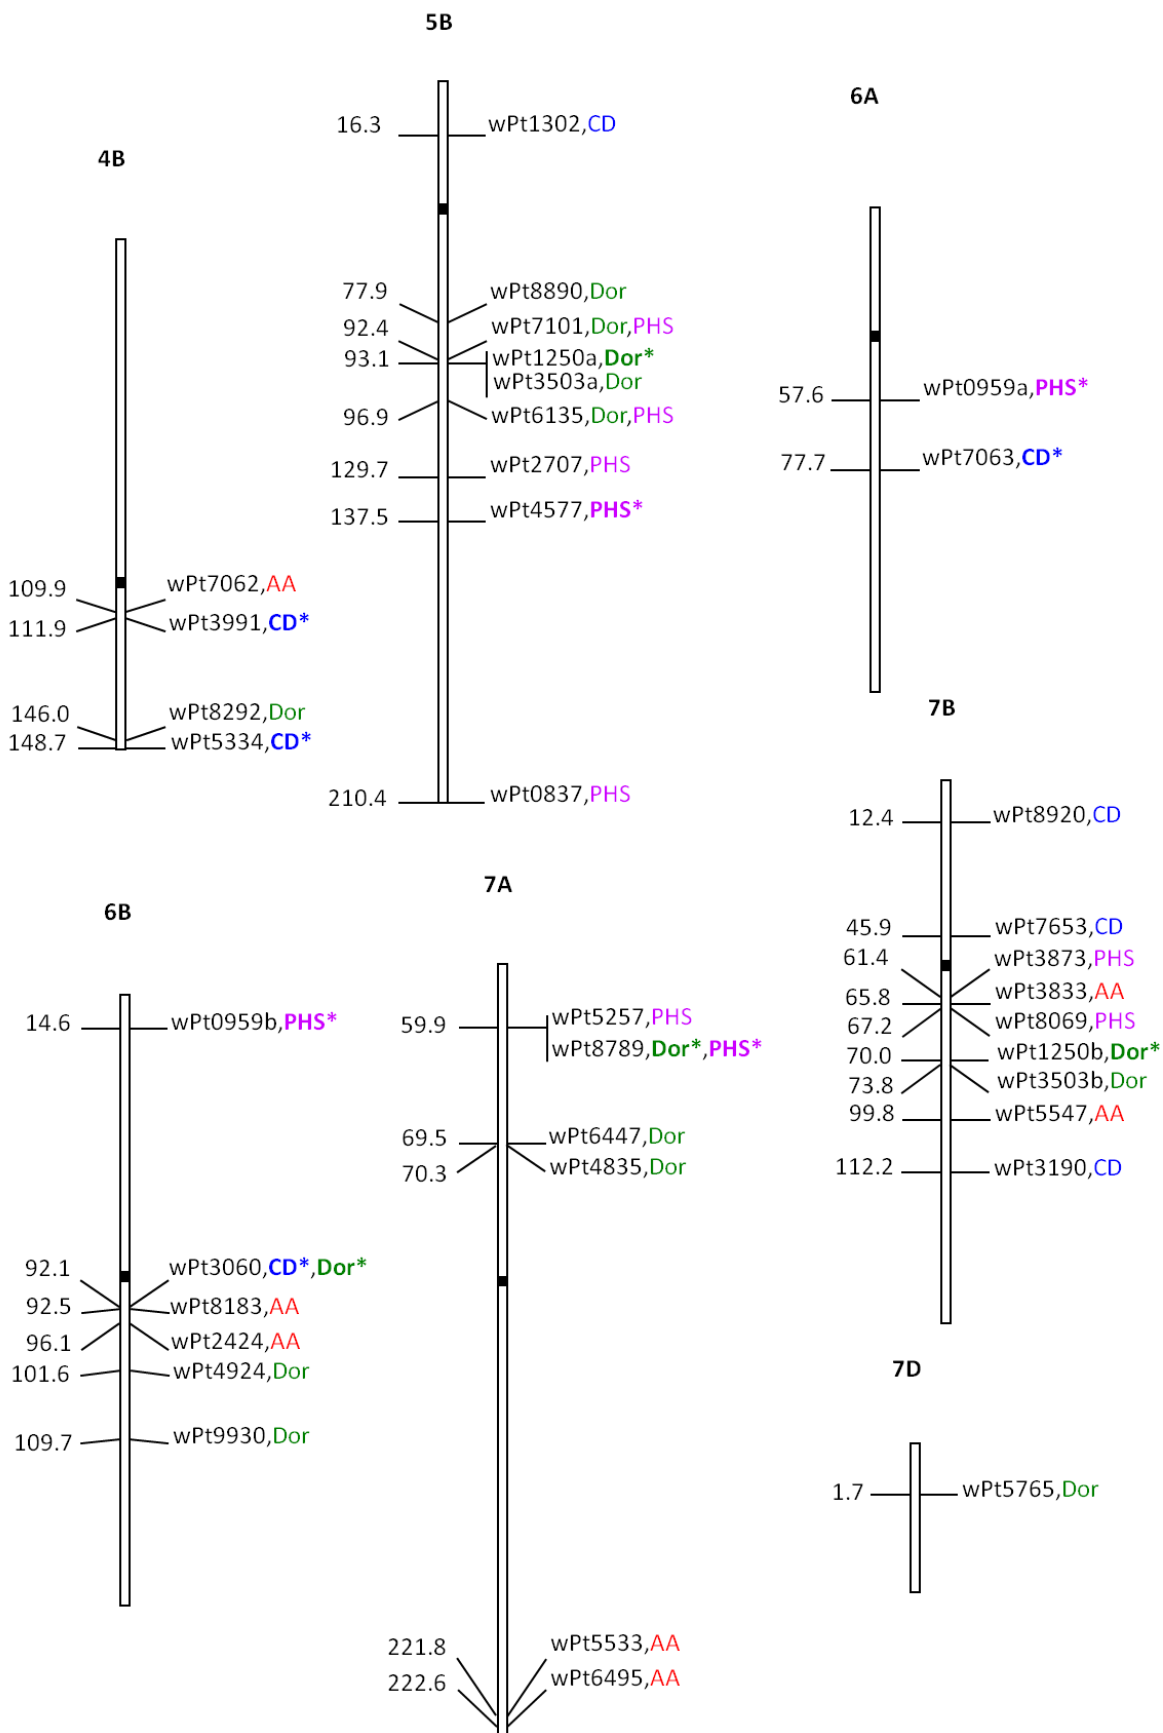 4B
109.9 wPt7062,AA
111.9 wPt3991,CD*
146.0 wPt8292,Dor
148.7 wPt5334,CD*
5B
16.3 wPt1302,CD
77.9 wPt8890,Dor
92.4 wPt7101,Dor,PHS
93.1 wPt1250a,Dor*
wPt3503a,Dor
96.9 wPt6135,Dor,PHS
129.7 wPt2707,PHS
137.5 wPt4577,PHS*
210.4 wPt0837,PHS
6A
57.6 wPt0959a,PHS*
77.7 wPt7063,CD*
6B
14.6 wPt0959b,PHS*
92.1 wPt3060,CD*,Dor*
92.5 wPt8183,AA
96.1 wPt2424,AA
101.6 wPt4924,Dor
109.7 wPt9930,Dor
7A
59.9 wPt5257,PHS
wPt8789,Dor*,PHS*
69.5 wPt6447,Dor
70.3 wPt4835,Dor
221.8 wPt5533,AA
222.6 wPt6495,AA
7B
12.4 wPt8920,CD
45.9 wPt7653,CD
61.4 wPt3873,PHS
65.8 wPt3833,AA
67.2 wPt8069,PHS
70.0 wPt1250b,Dor*
73.8 wPt3503b,Dor
99.8 wPt5547,AA
112.2 wPt3190,CD
7D
1.7 wPt5765,Dor